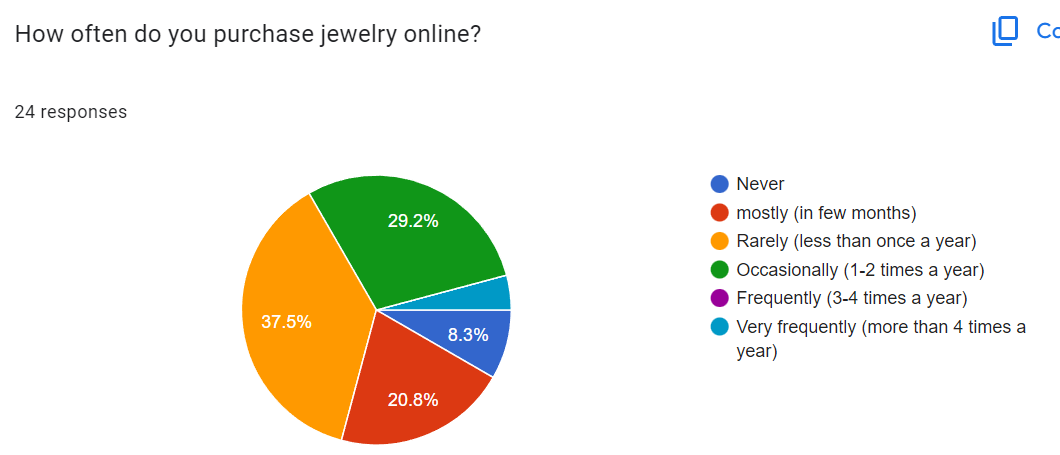 How often do you purchase jewelry online?
24 responses
29.2%
37.5%
8.3%
20.8%
Never
mostly (in few months)
Rarely (less than once a year)
Occasionally (1-2 times a year)
Frequently (3-4 times a year)
Very frequently (more than 4 times a
year)